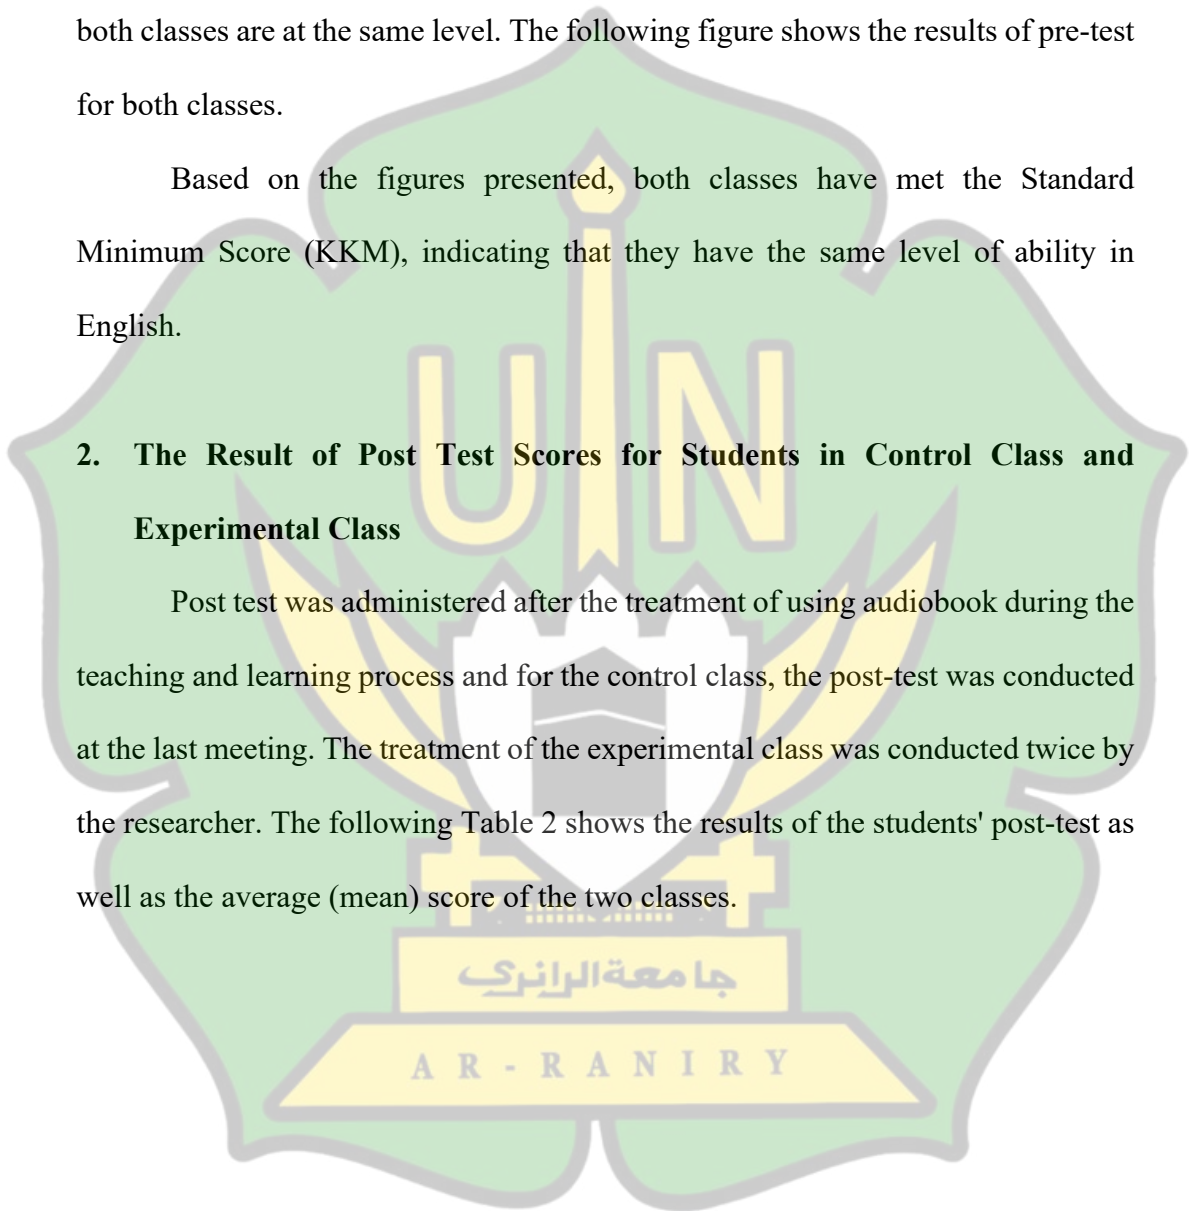 both classes are at the same level. The following figure shows the results of pre-test
for both classes.
Based on the figures presented, both classes have met the Standard
Minimum Score (KKM), indicating that they have the same level of ability in
English.
UIN
2. The Result of Post Test Scores for Students in Control Class and
Experimental Class
Post test was administered after the treatment of using audiobook during the
teaching and learning process and for the control class, the post-test was conducted
at the last meeting. The treatment of the experimental class was conducted twice by
the researcher. The following Table 2 shows the results of the students' post-test as
well as the average (mean) score of the two classes.
جامعة الرانري
AR-RANIRY